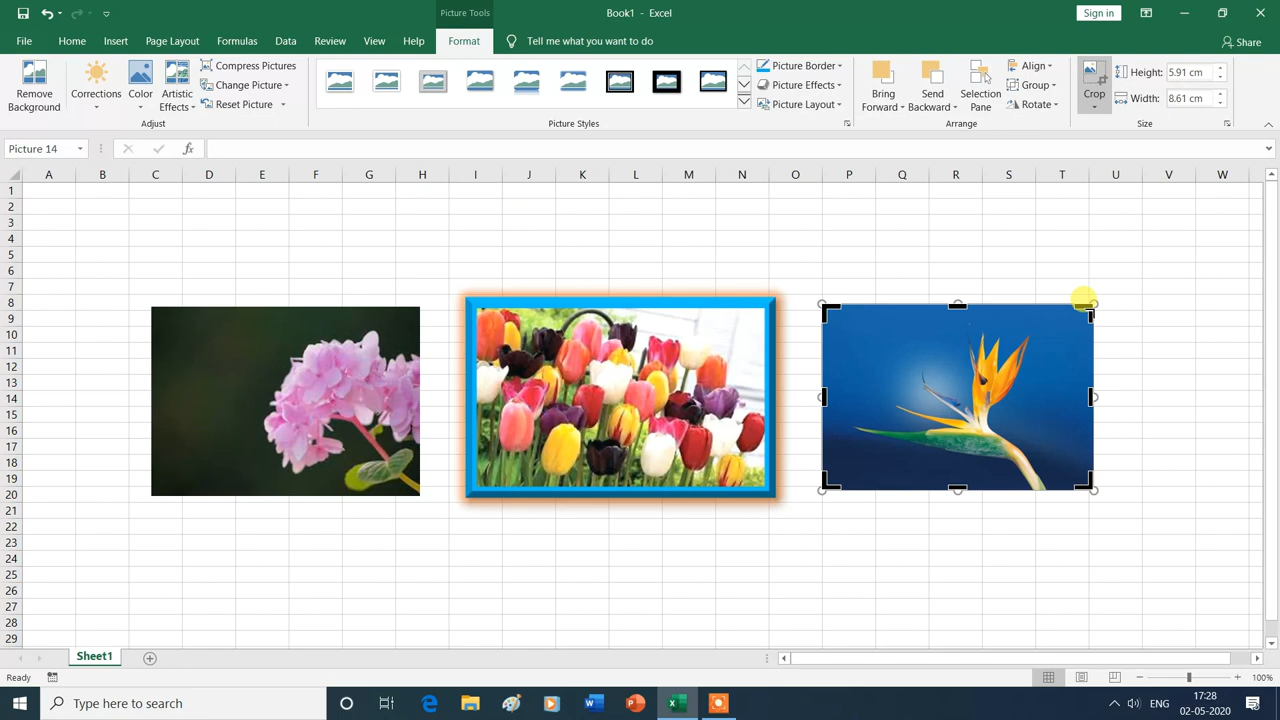 Picture Tools
Book1 - Excel
Sign in
File Home Insert Page Layout Formulas Data Review View Help Format Tell me what you want to do Share
Remove Background
Corrections
Color
Artistic Effects
Compress Pictures
Change Picture
Reset Picture
Adjust
Picture Styles
Picture Border
Picture Effects
Picture Layout
Bring Forward
Send Backward
Selection Pane
Align
Group
Rotate
Arrange
Crop
Height: 5.91 cm
Width: 8.61 cm
Size
Picture 14
fx
A B C D E F G H I J K L M N O P Q R S T U V W
1
2
3
4
5
6
7
8
9
10
11
12
13
14
15
16
17
18
19
20
21
22
23
24
25
26
27
28
29
Sheet1
Ready
100%
Type here to search
ENG
17:28
02-05-2020